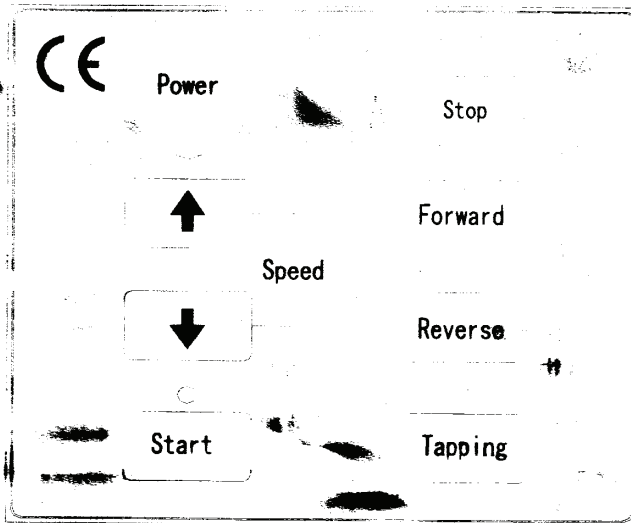 CE
Power
Stop
Forward
Speed
Reverse
Start
Tapping